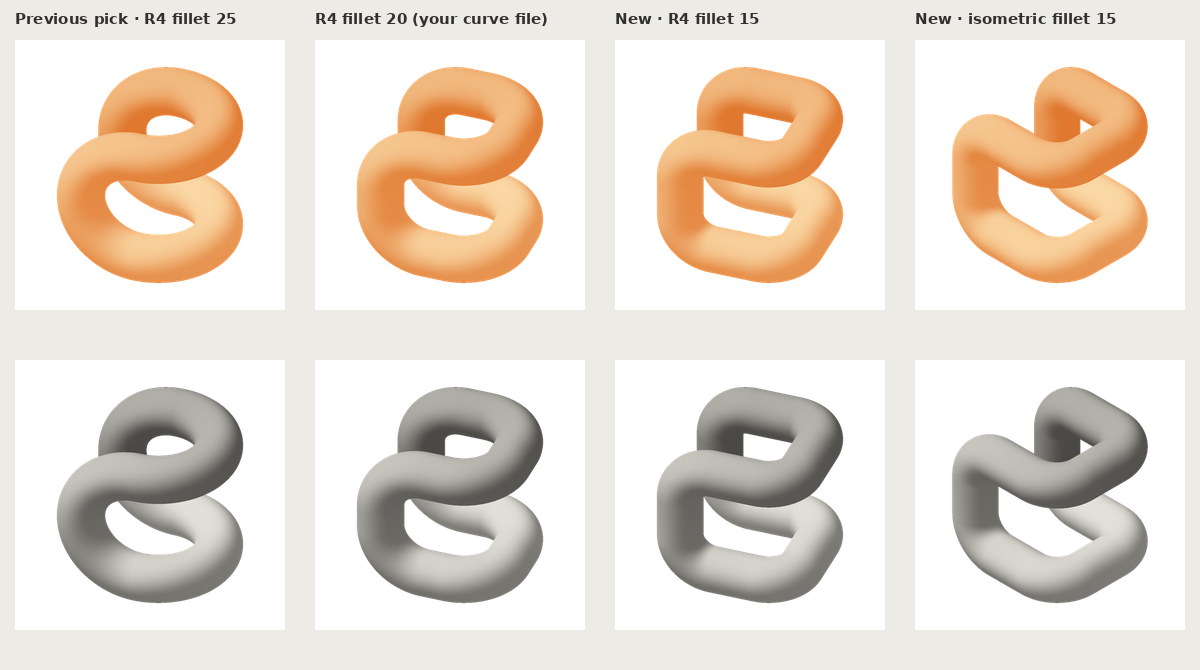 Previous pick · R4 fillet 25
R4 fillet 20 (your curve file)
New · R4 fillet 15
New · isometric fillet 15